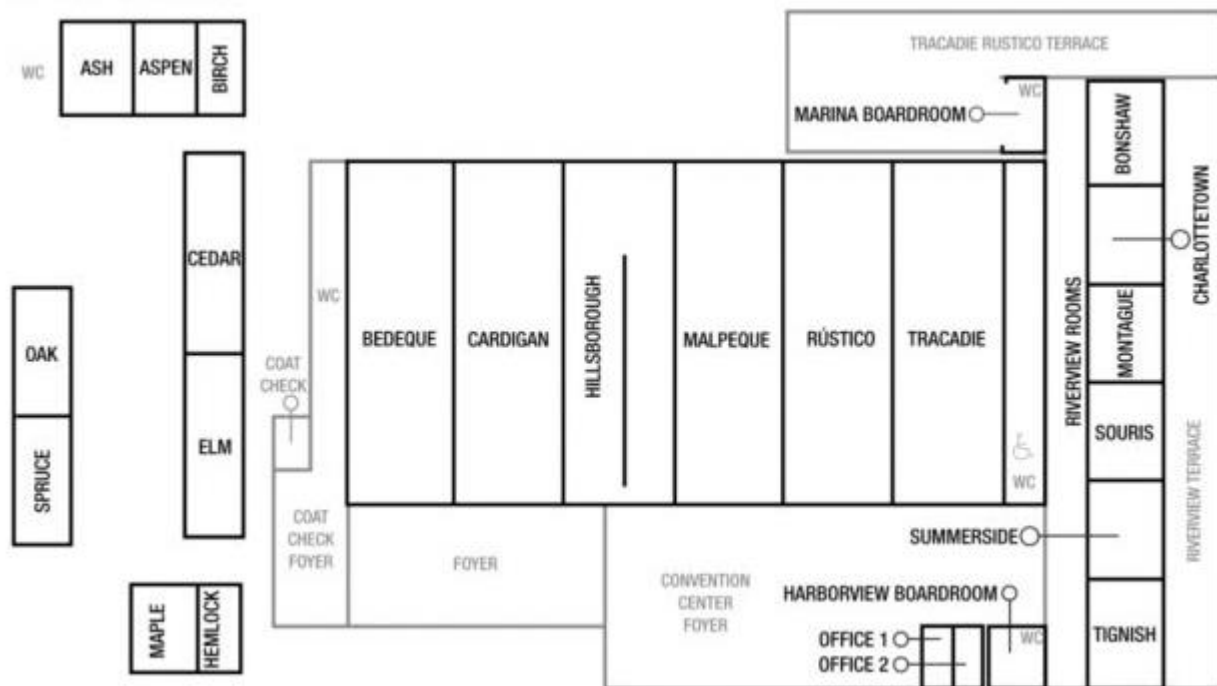 TRACADIE RUSTICO TERRACE
WC
ASH
ASPEN
BIRCH
WC
MARINA BOARDROOM
BONSHAW
CHARLOTTETOWN
CEDAR
WC
OAK
BEDEQUE
CARDIGAN
HILLSBOROUGH
MALPEQUE
RÚSTICO
TRACADIE
RIVERVIEW ROOMS
MONTAGUE
COAT
CHECK
ELM
SOURIS
SPRUCE
WC
RIVERVIEW TERRACE
COAT
CHECK
FOYER
FOYER
SUMMERSIDE
CONVENTION
CENTER
FOYER
HARBORVIEW BOARDROOM
MAPLE
HEMLOCK
OFFICE 1
OFFICE 2
WC
TIGNISH